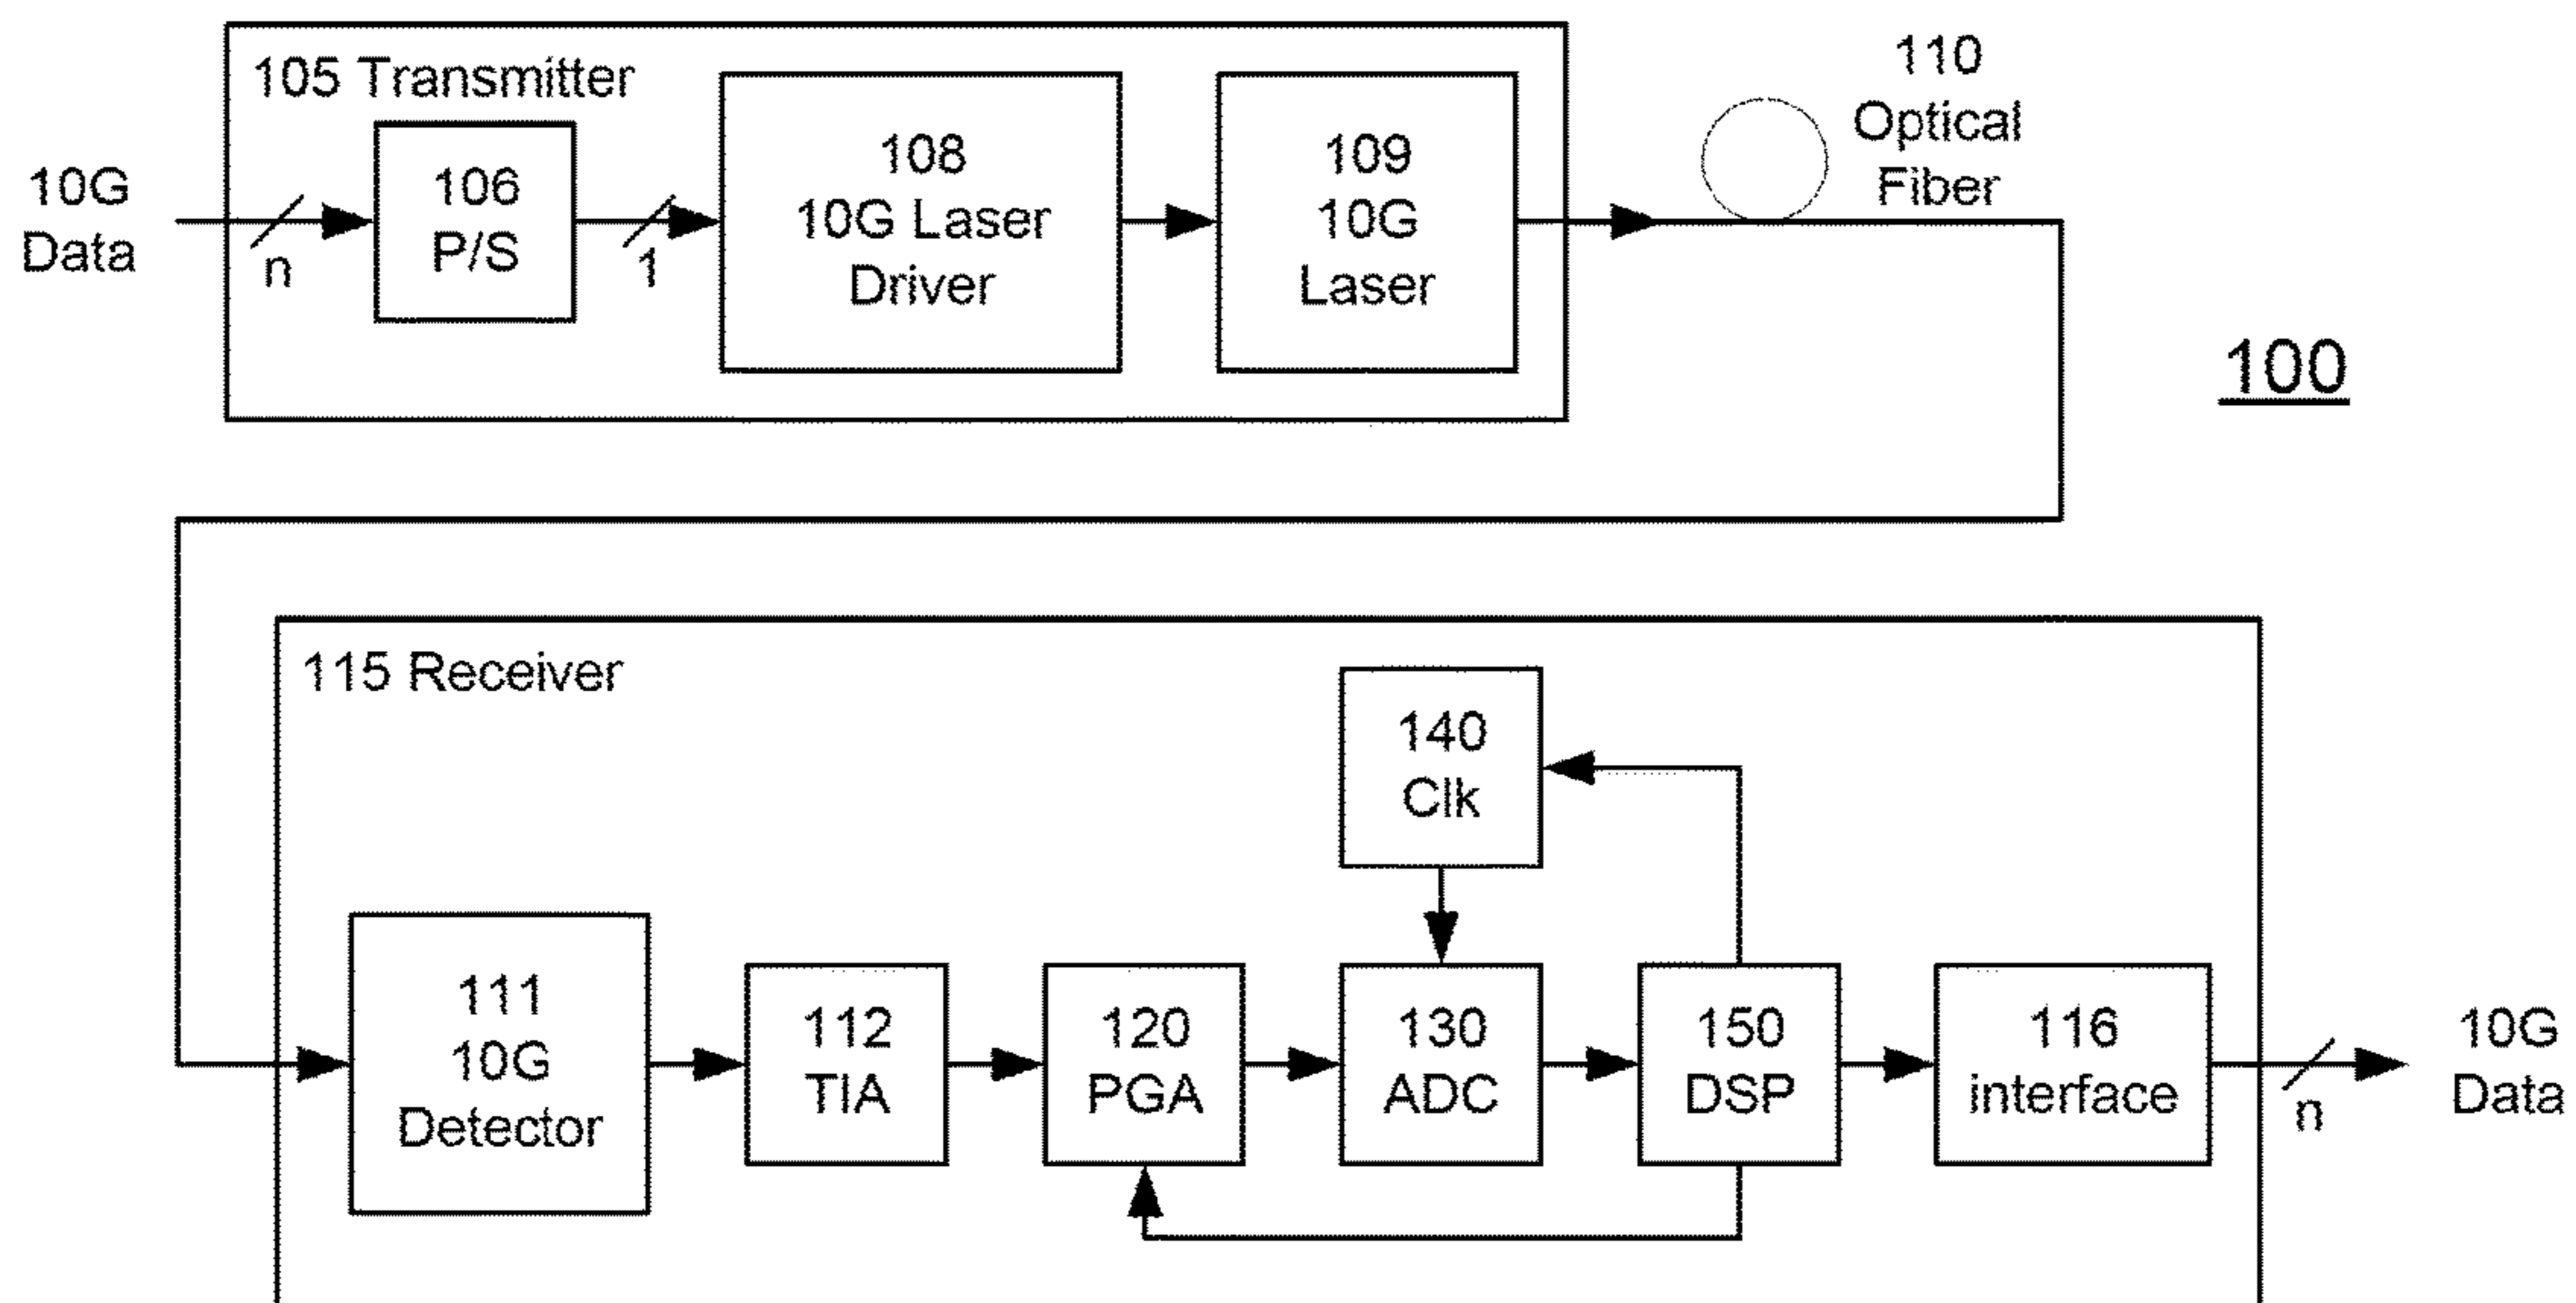 105 Transmitter
10G
Data
n
106
P/S
1
108
10G Laser
Driver
109
10G
Laser
110
Optical
Fiber
100
115 Receiver
140
Clk
111
10G
Detector
112
TIA
120
PGA
130
ADC
150
DSP
116
interface
n
10G
Data